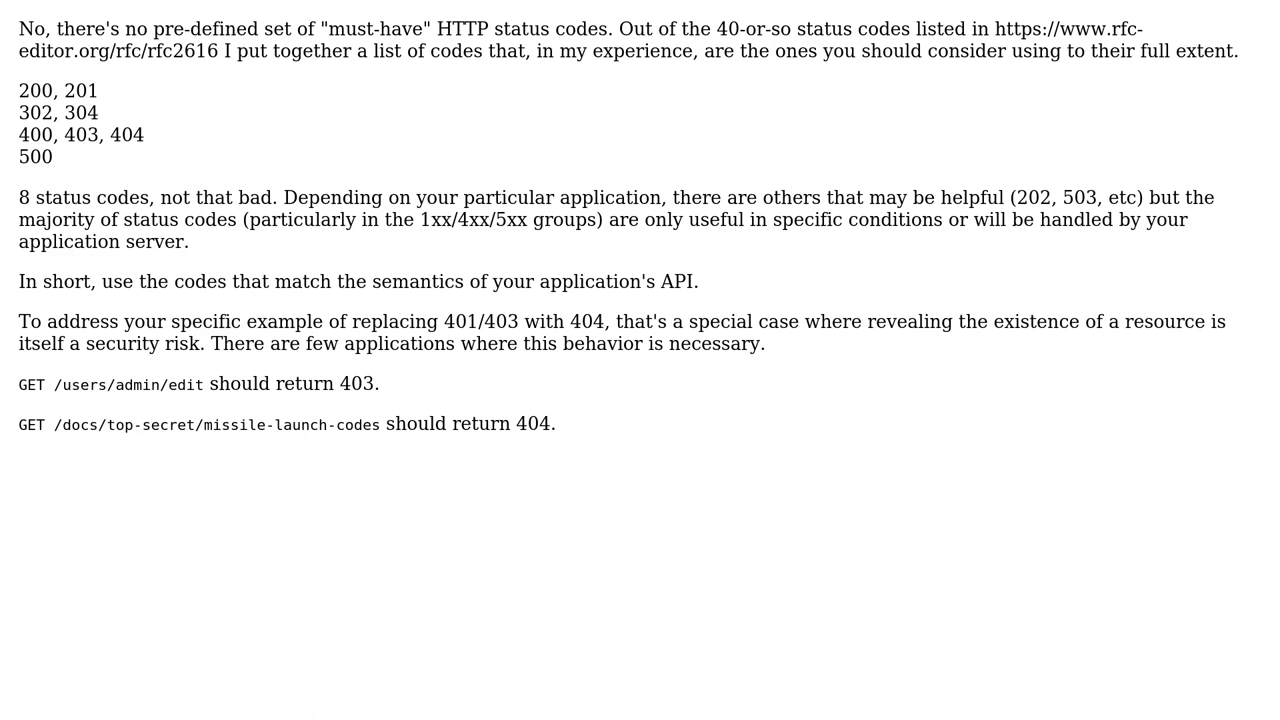 No, there's no pre-defined set of "must-have" HTTP status codes. Out of the 40-or-so status codes listed in https://www.rfc-
editor.org/rfc/rfc2616 I put together a list of codes that, in my experience, are the ones you should consider using to their full extent.
200, 201
302, 304
400, 403, 404
500
8 status codes, not that bad. Depending on your particular application, there are others that may be helpful (202, 503, etc) but the
majority of status codes (particularly in the 1xx/4xx/5xx groups) are only useful in specific conditions or will be handled by your
application server.
In short, use the codes that match the semantics of your application's API.
To address your specific example of replacing 401/403 with 404, that's a special case where revealing the existence of a resource is
itself a security risk. There are few applications where this behavior is necessary.
GET /users/admin/edit should return 403.
GET /docs/top-secret/missile-launch-codes should return 404.